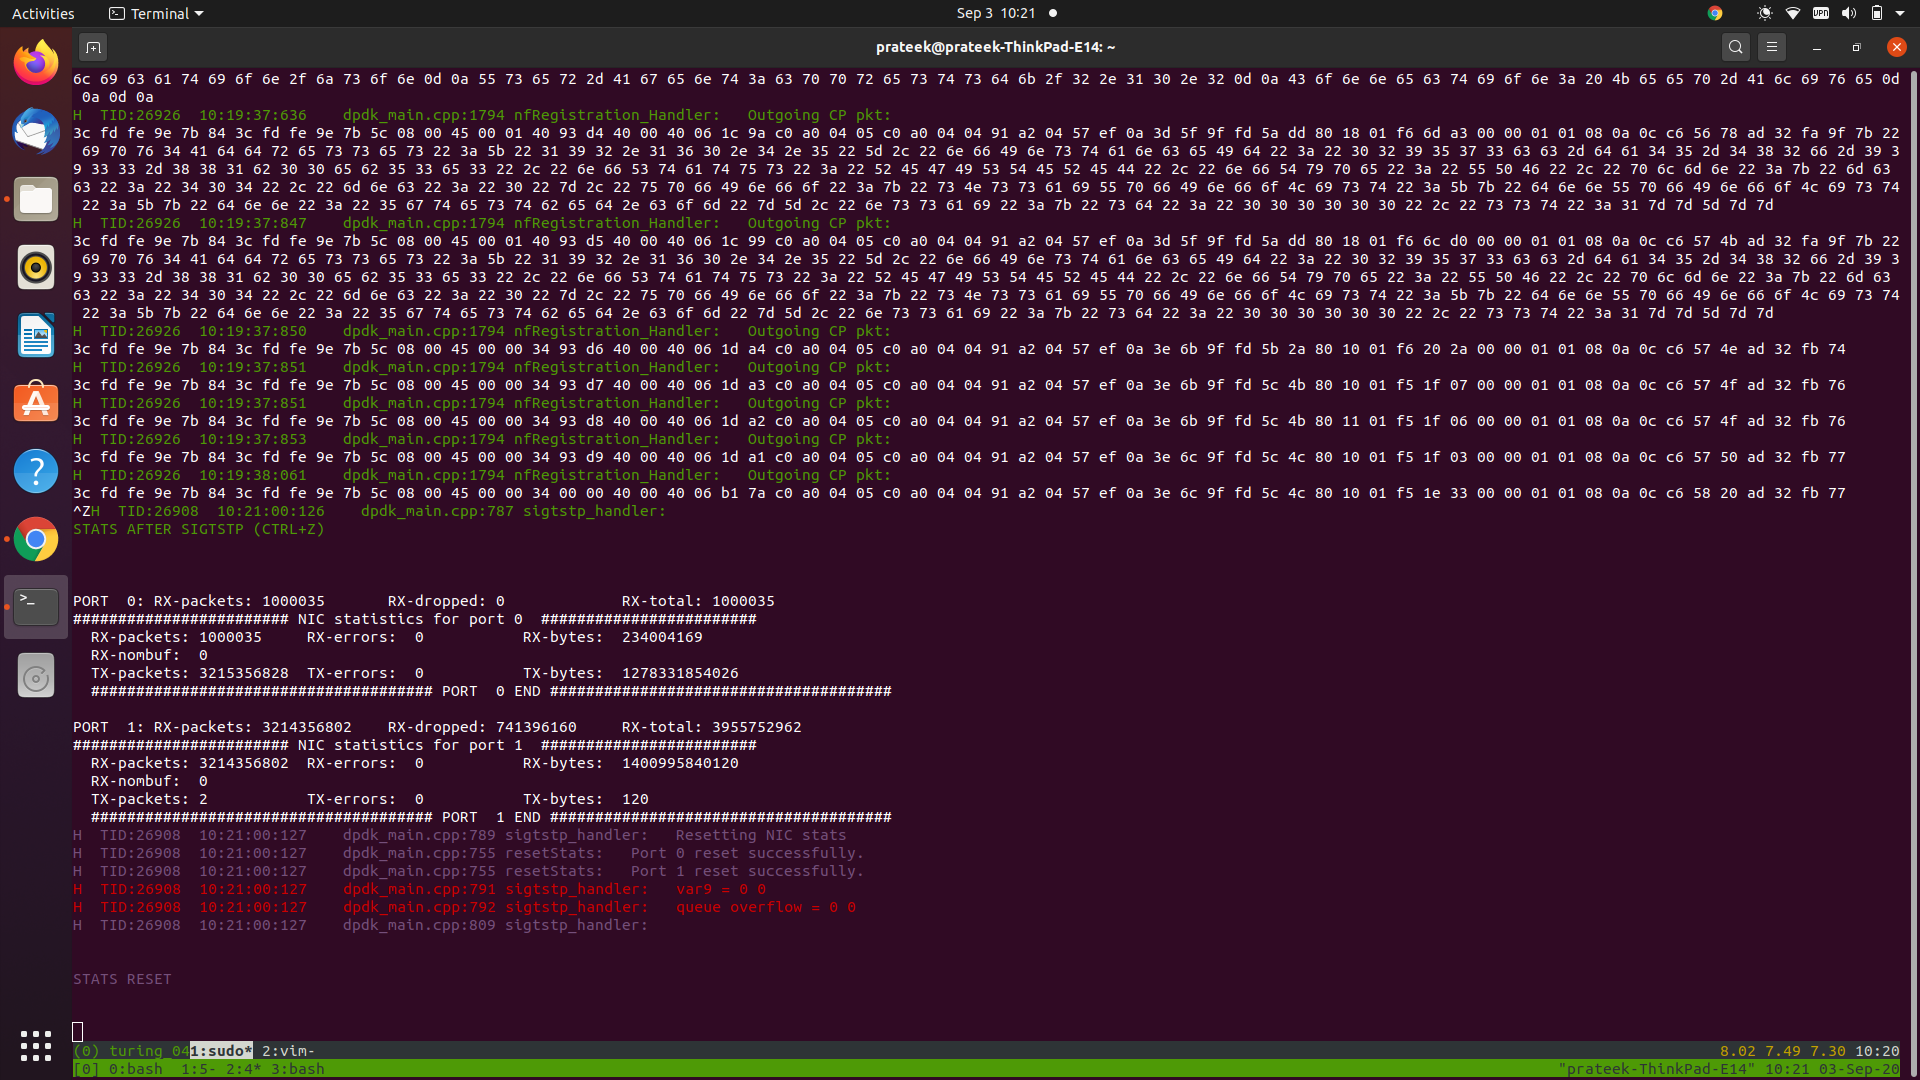 Activities
Terminal
Sep 3 10:21
VPN
prateek@prateek-ThinkPad-E14: ~
6c 69 63 61 74 69 6f 6e 2f 6a 73 6f 6e 0d 0a 55 73 65 72 2d 41 67 65 6e 74 3a 63 70 70 72 65 73 74 73 64 6b 2f 32 2e 31 30 2e 32 0d 0a 43 6f 6e 6e 65 63 74 69 6f 6e 3a 20 4b 65 65 70 2d 41 6c 69 76 65 0d
0a 0d 0a
H TID:26926 10:19:37:636 dpdk_main.cpp:1794 nfRegistration_Handler: Outgoing CP pkt:
3c fd fe 9e 7b 84 3c fd fe 9e 7b 5c 08 00 45 00 01 40 93 d4 40 00 40 06 1c 9a c0 a0 04 05 c0 a0 04 04 91 a2 04 57 ef 0a 3d 5f 9f fd 5a dd 80 18 01 f6 6d a3 00 00 01 01 08 0a 0c c6 56 78 ad 32 fa 9f 7b 22
69 70 76 34 41 64 64 72 65 73 73 65 73 22 3a 5b 22 31 39 32 2e 31 36 30 2e 34 2e 35 22 5d 2c 22 6e 66 49 6e 73 74 61 6e 63 65 49 64 22 3a 22 30 32 39 35 37 33 63 63 2d 64 61 34 35 2d 34 38 32 66 2d 39 3
9 33 33 2d 38 38 31 62 30 30 65 62 35 33 65 33 22 2c 22 6e 66 53 74 61 74 75 73 22 3a 22 52 45 47 49 53 54 45 52 45 44 22 2c 22 6e 66 54 79 70 65 22 3a 22 55 50 46 22 2c 22 70 6c 6d 6e 22 3a 7b 22 6d 63
63 22 3a 22 34 30 34 22 2c 22 6d 6e 63 22 3a 22 30 22 7d 2c 22 75 70 66 49 6e 66 6f 22 3a 7b 22 73 4e 73 73 61 69 55 70 66 49 6e 66 6f 4c 69 73 74 22 3a 5b 7b 22 64 6e 6e 55 70 66 49 6e 66 6f 4c 69 73 74
22 3a 5b 7b 22 64 6e 6e 22 3a 22 35 67 74 65 73 74 62 65 64 2e 63 6f 6d 22 7d 5d 2c 22 6e 73 73 61 69 22 3a 7b 22 73 64 22 3a 22 30 30 30 30 30 30 22 2c 22 73 73 74 22 3a 31 7d 7d 5d 7d 7d
H TID:26926 10:19:37:847 dpdk_main.cpp:1794 nfRegistration_Handler: Outgoing CP pkt:
3c fd fe 9e 7b 84 3c fd fe 9e 7b 5c 08 00 45 00 01 40 93 d5 40 00 40 06 1c 99 c0 a0 04 05 c0 a0 04 04 91 a2 04 57 ef 0a 3d 5f 9f fd 5a dd 80 18 01 f6 6c d0 00 00 01 01 08 0a 0c c6 57 4b ad 32 fa 9f 7b 22
69 70 76 34 41 64 64 72 65 73 73 65 73 22 3a 5b 22 31 39 32 2e 31 36 30 2e 34 2e 35 22 5d 2c 22 6e 66 49 6e 73 74 61 6e 63 65 49 64 22 3a 22 30 32 39 35 37 33 63 63 2d 64 61 34 35 2d 34 38 32 66 2d 39 3
9 33 33 2d 38 38 31 62 30 30 65 62 35 33 65 33 22 2c 22 6e 66 53 74 61 74 75 73 22 3a 22 52 45 47 49 53 54 45 52 45 44 22 2c 22 6e 66 54 79 70 65 22 3a 22 55 50 46 22 2c 22 70 6c 6d 6e 22 3a 7b 22 6d 63
63 22 3a 22 34 30 34 22 2c 22 6d 6e 63 22 3a 22 30 22 7d 2c 22 75 70 66 49 6e 66 6f 22 3a 7b 22 73 4e 73 73 61 69 55 70 66 49 6e 66 6f 4c 69 73 74 22 3a 5b 7b 22 64 6e 6e 55 70 66 49 6e 66 6f 4c 69 73 74
22 3a 5b 7b 22 64 6e 6e 22 3a 22 35 67 74 65 73 74 62 65 64 2e 63 6f 6d 22 7d 5d 2c 22 6e 73 73 61 69 22 3a 7b 22 73 64 22 3a 22 30 30 30 30 30 30 22 2c 22 73 73 74 22 3a 31 7d 7d 5d 7d 7d
H TID:26926 10:19:37:850 dpdk_main.cpp:1794 nfRegistration_Handler: Outgoing CP pkt:
3c fd fe 9e 7b 84 3c fd fe 9e 7b 5c 08 00 45 00 00 34 93 d6 40 00 40 06 1d a4 c0 a0 04 05 c0 a0 04 04 91 a2 04 57 ef 0a 3e 6b 9f fd 5b 2a 80 10 01 f6 20 2a 00 00 01 01 08 0a 0c c6 57 4e ad 32 fb 74
H TID:26926 10:19:37:851 dpdk_main.cpp:1794 nfRegistration_Handler: Outgoing CP pkt:
3c fd fe 9e 7b 84 3c fd fe 9e 7b 5c 08 00 45 00 00 34 93 d7 40 00 40 06 1d a3 c0 a0 04 05 c0 a0 04 04 91 a2 04 57 ef 0a 3e 6b 9f fd 5c 4b 80 10 01 f5 1f 07 00 00 01 01 08 0a 0c c6 57 4f ad 32 fb 76
H TID:26926 10:19:37:851 dpdk_main.cpp:1794 nfRegistration_Handler: Outgoing CP pkt:
3c fd fe 9e 7b 84 3c fd fe 9e 7b 5c 08 00 45 00 00 34 93 d8 40 00 40 06 1d a2 c0 a0 04 05 c0 a0 04 04 91 a2 04 57 ef 0a 3e 6b 9f fd 5c 4b 80 11 01 f5 1f 06 00 00 01 01 08 0a 0c c6 57 4f ad 32 fb 76
H TID:26926 10:19:37:853 dpdk_main.cpp:1794 nfRegistration_Handler: Outgoing CP pkt:
3c fd fe 9e 7b 84 3c fd fe 9e 7b 5c 08 00 45 00 00 34 93 d9 40 00 40 06 1d a1 c0 a0 04 05 c0 a0 04 04 91 a2 04 57 ef 0a 3e 6c 9f fd 5c 4c 80 10 01 f5 1f 03 00 00 01 01 08 0a 0c c6 57 50 ad 32 fb 77
H TID:26926 10:19:38:061 dpdk_main.cpp:1794 nfRegistration_Handler: Outgoing CP pkt:
3c fd fe 9e 7b 84 3c fd fe 9e 7b 5c 08 00 45 00 00 34 00 00 40 00 40 06 b1 7a c0 a0 04 05 c0 a0 04 04 91 a2 04 57 ef 0a 3e 6c 9f fd 5c 4c 80 10 01 f5 1e 33 00 00 01 01 08 0a 0c c6 58 20 ad 32 fb 77
^ZH TID:26908 10:21:00:126 dpdk_main.cpp:787 sigtstp_handler:
STATS AFTER SIGTSTP (CTRL+Z)
PORT 0: RX-packets: 1000035 RX-dropped: 0 RX-total: 1000035
######################## NIC statistics for port 0 ########################
RX-packets: 1000035 RX-errors: 0 RX-bytes: 234004169
RX-nombuf: 0
TX-packets: 3215356828 TX-errors: 0 TX-bytes: 1278331854026
###################################### PORT 0 END ######################################
PORT 1: RX-packets: 3214356802 RX-dropped: 741396160 RX-total: 3955752962
######################## NIC statistics for port 1 ########################
RX-packets: 3214356802 RX-errors: 0 RX-bytes: 1400995840120
RX-nombuf: 0
TX-packets: 2 TX-errors: 0 TX-bytes: 120
###################################### PORT 1 END ######################################
H TID:26908 10:21:00:127 dpdk_main.cpp:789 sigtstp_handler: Resetting NIC stats
H TID:26908 10:21:00:127 dpdk_main.cpp:755 resetStats: Port 0 reset successfully.
H TID:26908 10:21:00:127 dpdk_main.cpp:755 resetStats: Port 1 reset successfully.
H TID:26908 10:21:00:127 dpdk_main.cpp:791 sigtstp_handler: var9 = 0 0
H TID:26908 10:21:00:127 dpdk_main.cpp:792 sigtstp_handler: queue overflow = 0 0
H TID:26908 10:21:00:127 dpdk_main.cpp:809 sigtstp_handler:
STATS RESET
(0) turing_041:sudo* 2:vim- 8.02 7.49 7.30 10:20
[0] 0:bash 1:5- 2:4* 3:bash "prateek-ThinkPad-E14" 10:21 03-Sep-20